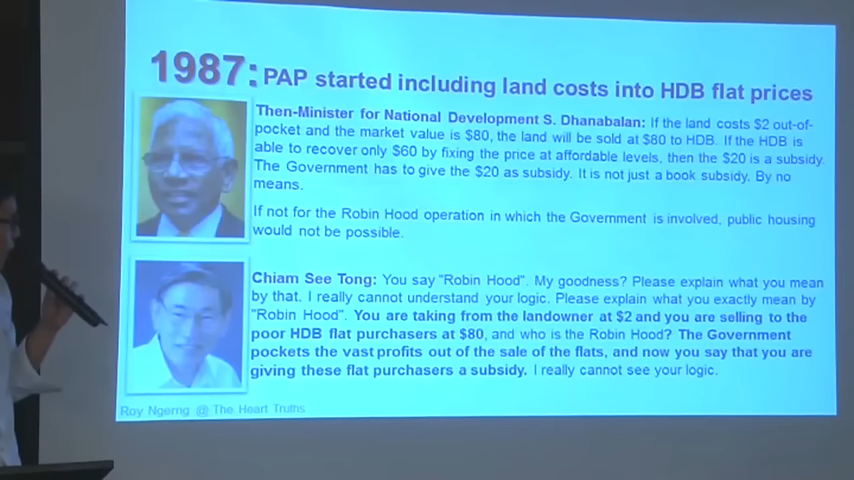 1987: PAP started including land costs into HDB flat prices
Then-Minister for National Development S. Dhanabalan: If the land costs $2 out-of-
pocket and the market value is $80, the land will be sold at $80 to HDB. If the HDB is
able to recover only $60 by fixing the price at affordable levels, then the $20 is a subsidy.
The Government has to give the $20 as subsidy. It is not just a book subsidy. By no
means.
If not for the Robin Hood operation in which the Government is involved, public housing
would not be possible.
Chiam See Tong: You say "Robin Hood". My goodness? Please explain what you mean
by that. I really cannot understand your logic. Please explain what you exactly mean by
"Robin Hood". You are taking from the landowner at $2 and you are selling to the
poor HDB flat purchasers at $80, and who is the Robin Hood? The Government
pockets the vast profits out of the sale of the flats, and now you say that you are
giving these flat purchasers a subsidy. I really cannot see your logic.
Roy Ngerng @ The Heart Truths